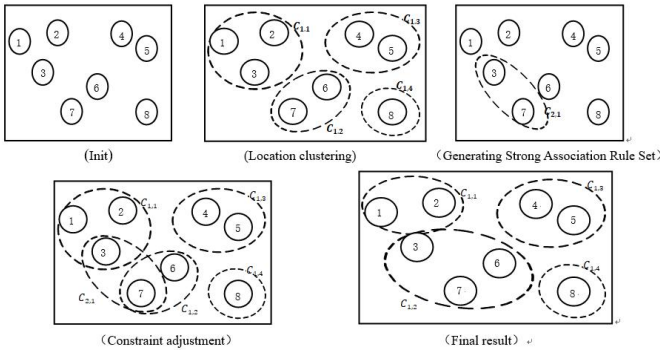 1 2 4 5 3 6 7 8
(Init)
C1,1 C1,3
1 2 4 5 3 6 7 8
C1,4
C1,2
(Location clustering)
1 2 4 5 3 6 7 8
C2,1
（Generating Strong Association Rule Set）
C1,1 C1,3
1 2 4 5 3 6 7 8
C1,4
C2,1 C1,2
（Constraint adjustment）
C1,1 C1,3
1 2 4 5 3 6 7 8
C1,4
C1,2
（Final result）